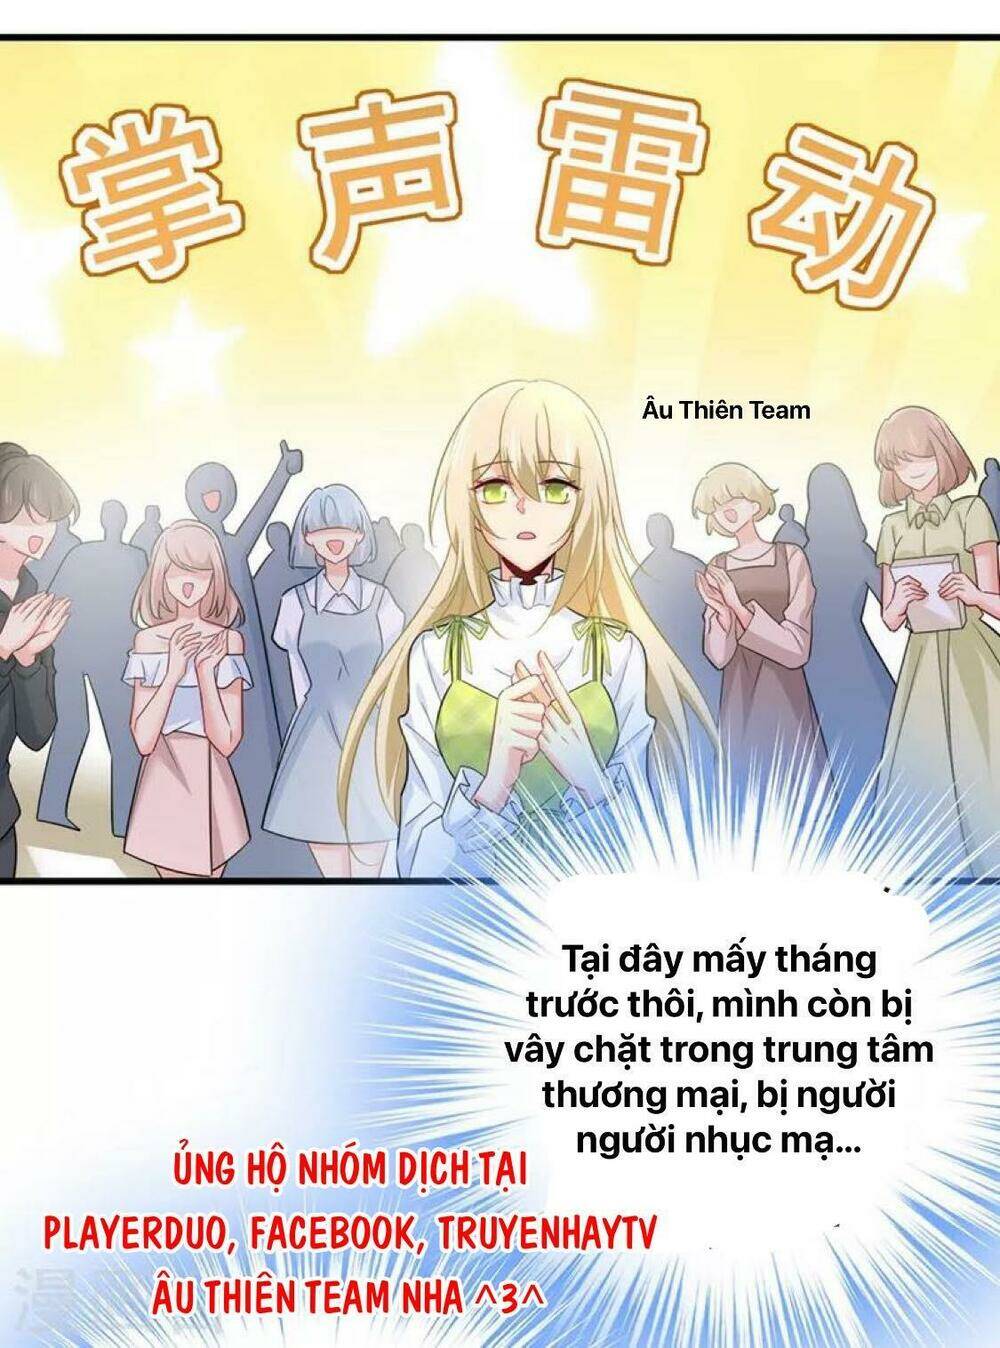 掌声雷动
Âu Thiên Team
Tại đây mấy tháng
trước thôi, mình còn bị
vây chặt trong trung tâm
thương mại, bị người
người nhục mạ...
ỦNG HỘ NHÓM DỊCH TẠI
PLAYERDUO, FACEBOOK, TRUYENHAYTV
ÂU THIÊN TEAM NHA ^3^